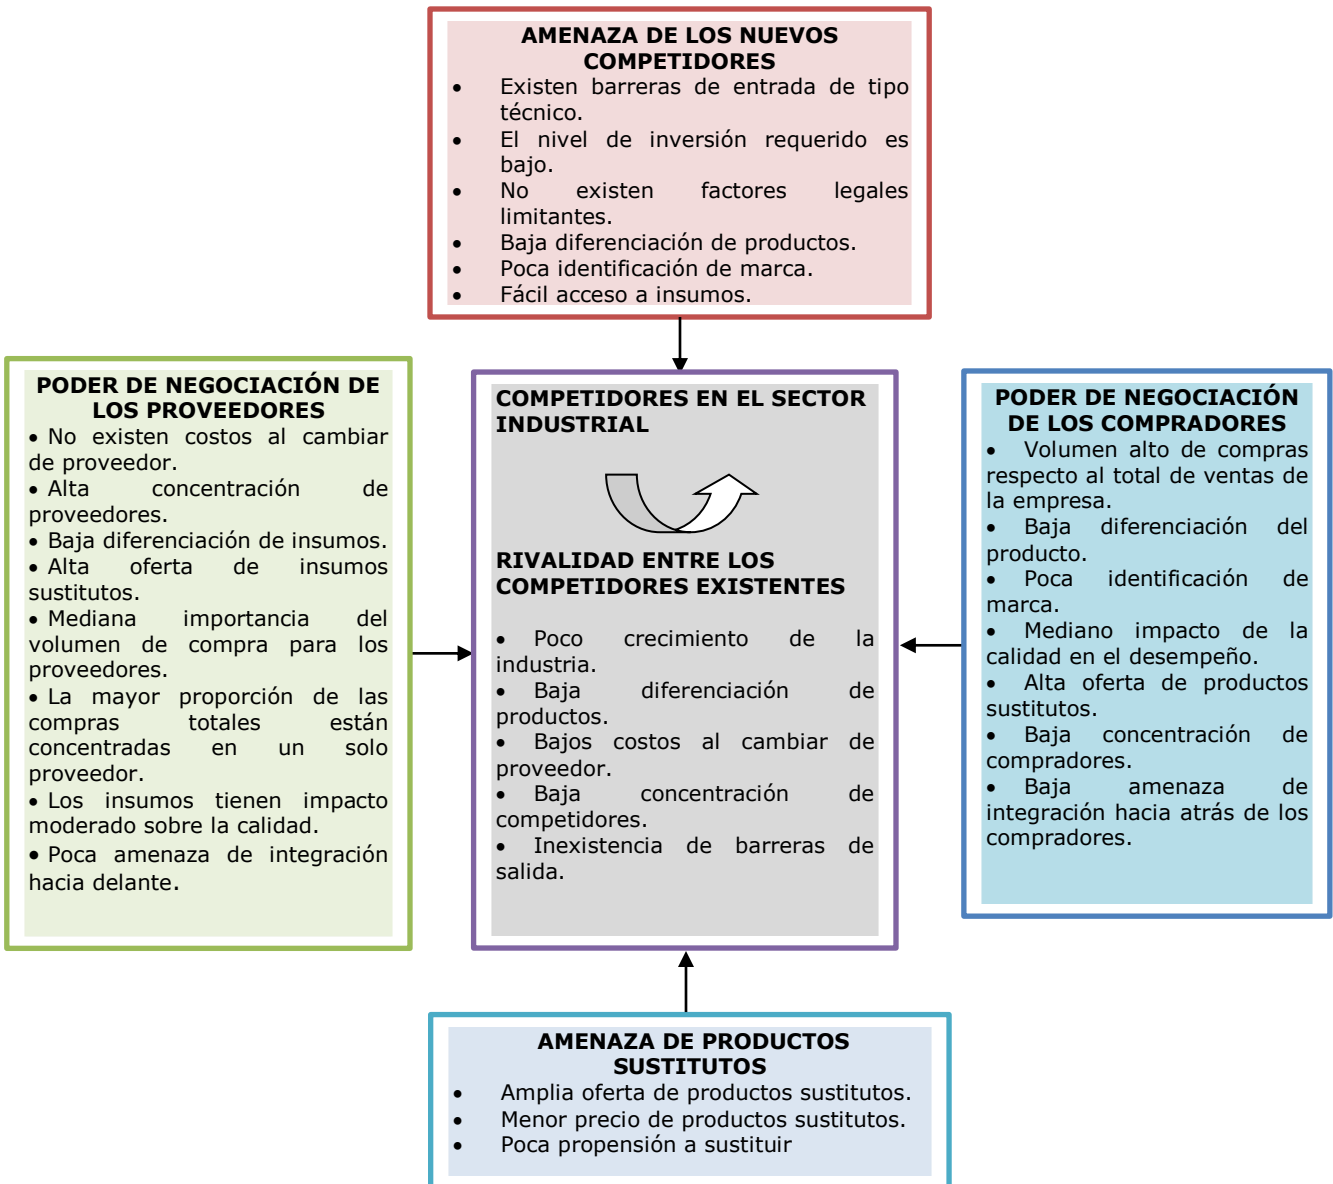 AMENAZA DE LOS NUEVOS
COMPETIDORES
• Existen barreras de entrada de tipo
técnico.
• El nivel de inversión requerido es
bajo.
• No existen factores legales
limitantes.
• Baja diferenciación de productos.
• Poca identificación de marca.
• Fácil acceso a insumos.
PODER DE NEGOCIACIÓN DE
LOS PROVEEDORES
• No existen costos al cambiar
de proveedor.
• Alta concentración de
proveedores.
• Baja diferenciación de insumos.
• Alta oferta de insumos
sustitutos.
• Mediana importancia del
volumen de compra para los
proveedores.
• La mayor proporción de las
compras totales están
concentradas en un solo
proveedor.
• Los insumos tienen impacto
moderado sobre la calidad.
• Poca amenaza de integración
hacia delante.
COMPETIDORES EN EL SECTOR
INDUSTRIAL
RIVALIDAD ENTRE LOS
COMPETIDORES EXISTENTES
• Poco crecimiento de la
industria.
• Baja diferenciación de
productos.
• Bajos costos al cambiar de
proveedor.
• Baja concentración de
competidores.
• Inexistencia de barreras de
salida.
PODER DE NEGOCIACIÓN
DE LOS COMPRADORES
• Volumen alto de compras
respecto al total de ventas de
la empresa.
• Baja diferenciación del
producto.
• Poca identificación de
marca.
• Mediano impacto de la
calidad en el desempeño.
• Alta oferta de productos
sustitutos.
• Baja concentración de
compradores.
• Baja amenaza de
integración hacia atrás de los
compradores.
AMENAZA DE PRODUCTOS
SUSTITUTOS
• Amplia oferta de productos sustitutos.
• Menor precio de productos sustitutos.
• Poca propensión a sustituir